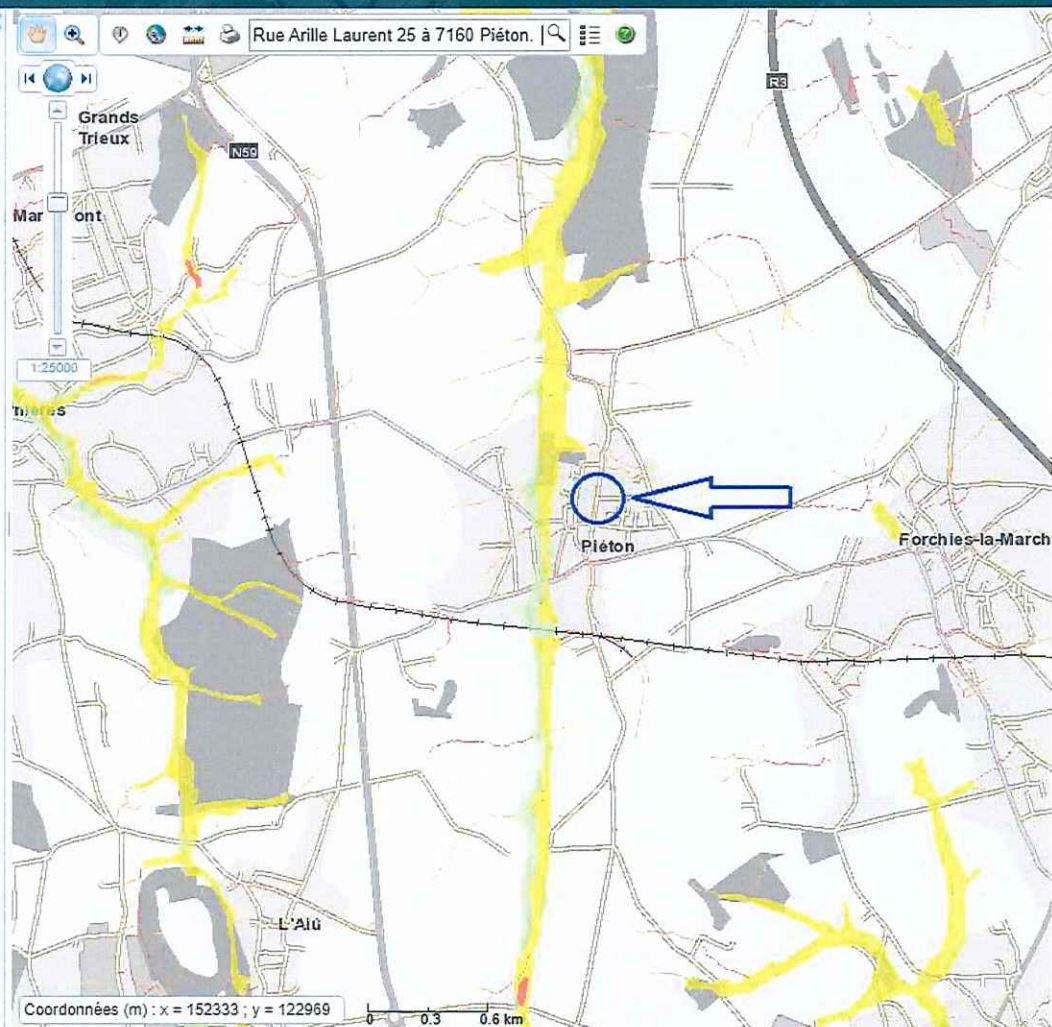 Rue Arille Laurent 25 à 7160 Piéton.
Grands
Trieux
N59
R3
1:25000
Piéton
Forchies-la-March
L'Alú
Coordonnées (m) : x = 152333 ; y = 122969
0 0.3 0.6 km